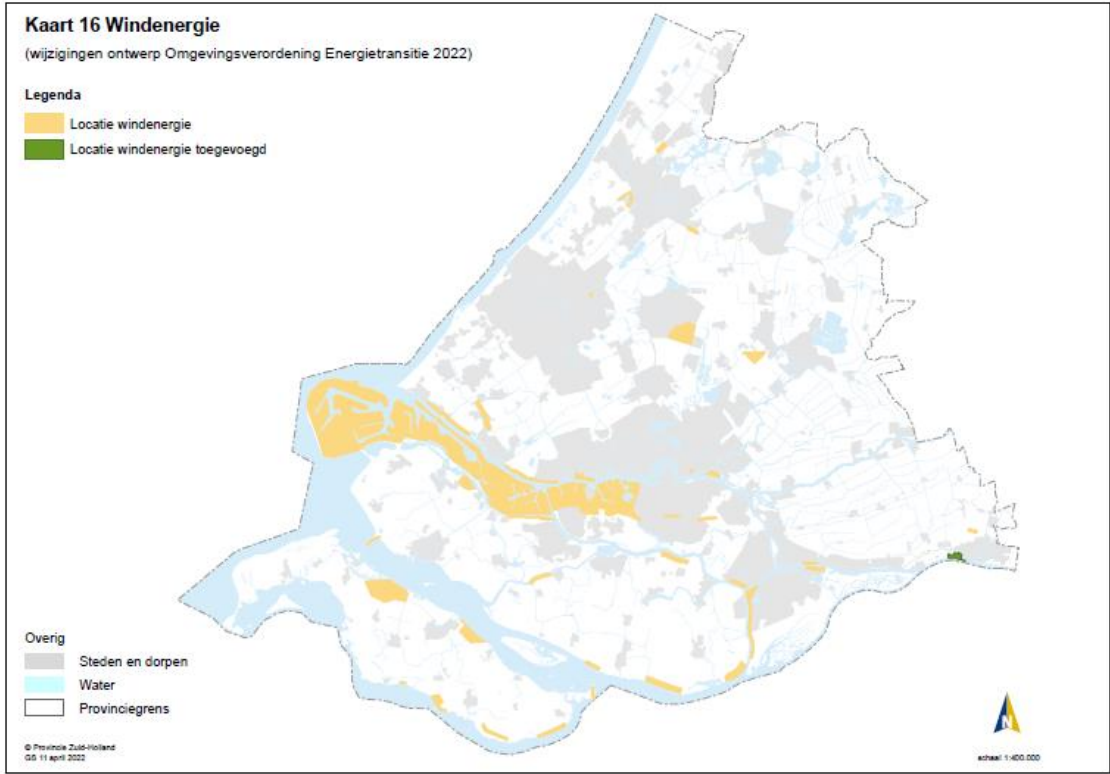 Kaart 16 Windenergie
(wijzigingen ontwerp Omgevingsverordening Energietransitie 2022)
Legenda
Locatie windenergie
Locatie windenergie toegevoegd
Overig
Steden en dorpen
Water
Provinciegrens
© Provincie Zuid-Holland
GS 11 april 2022
N
schaal 1:400.000